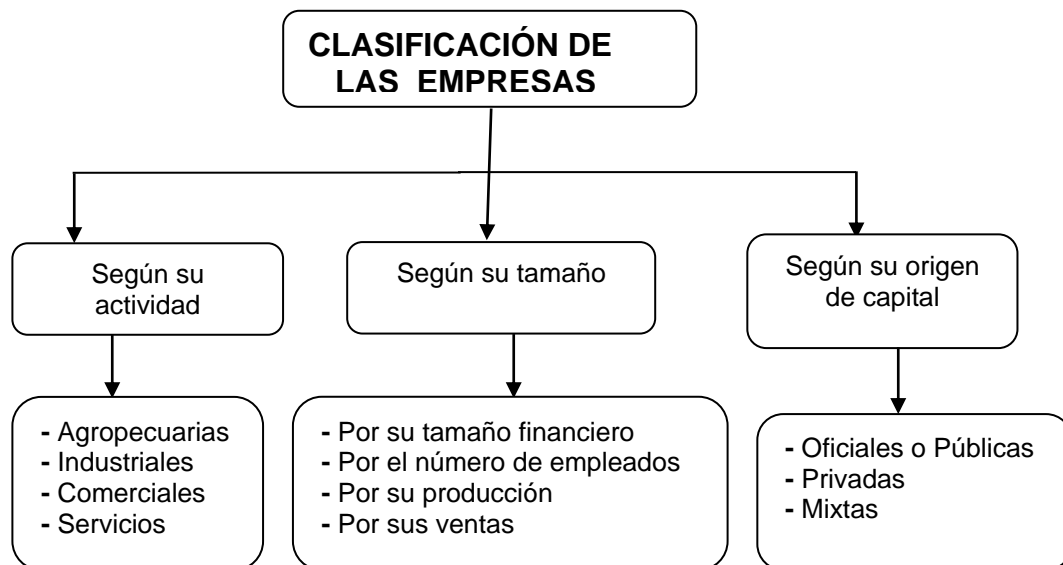 CLASIFICACIÓN DE
LAS EMPRESAS
Según su
actividad
Según su tamaño
Según su origen
de capital
- Agropecuarias
- Industriales
- Comerciales
- Servicios
- Por su tamaño financiero
- Por el número de empleados
- Por su producción
- Por sus ventas
- Oficiales o Públicas
- Privadas
- Mixtas